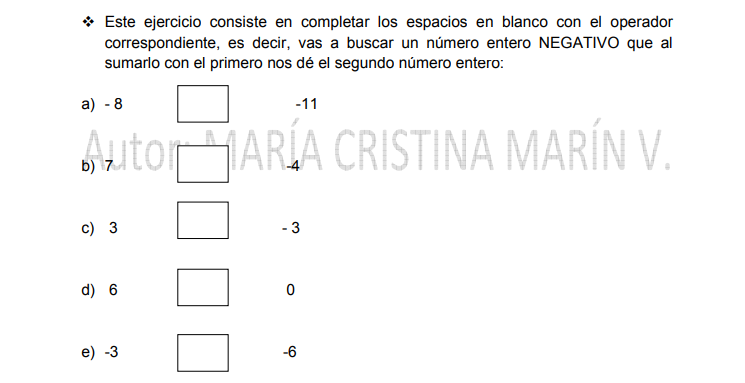 ❖ Este ejercicio consiste en completar los espacios en blanco con el operador
correspondiente, es decir, vas a buscar un número entero NEGATIVO que al
sumarlo con el primero nos dé el segundo número entero:
a) - 8 -11
Autor: MARÍA CRISTINA MARÍN V.
b) 7 -4
c) 3 - 3
d) 6 0
e) -3 -6